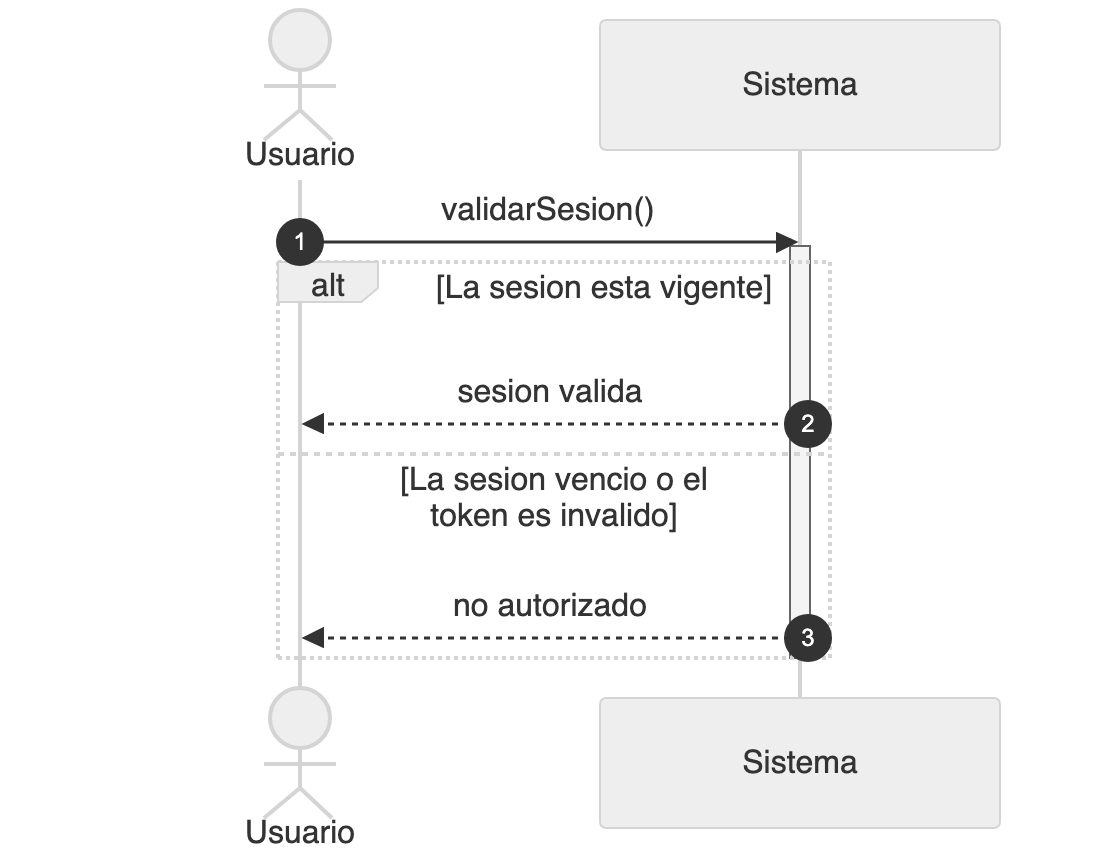 Usuario
Sistema
validarSesion()
1
alt
[La sesion esta vigente]
sesion valida
2
[La sesion vencio o el
token es invalido]
no autorizado
3
Usuario
Sistema